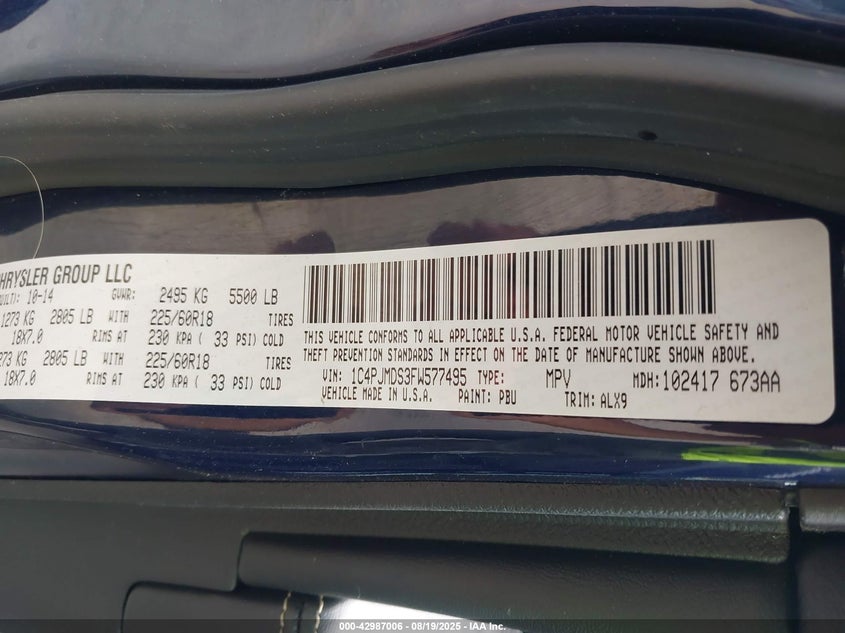 HRYSLER GROUP LLC
UILT): 10-14 GVWR: 2495 KG 5500 LB
1273 KG 2805 LB WITH 225/60R18 TIRES
18X7.0 RIMS AT 230 KPA ( 33 PSI) COLD
273 KG 2805 LB WITH 225/60R18 TIRES
18X7.0 RIMS AT 230 KPA ( 33 PSI) COLD
THIS VEHICLE CONFORMS TO ALL APPLICABLE U.S.A. FEDERAL MOTOR VEHICLE SAFETY AND
THEFT PREVENTION STANDARDS IN EFFECT ON THE DATE OF MANUFACTURE SHOWN ABOVE.
VIN: 1C4PJMDS3FW577495 TYPE: MPV MDH:102417 673AA
VEHICLE MADE IN U.S.A. PAINT: PBU TRIM: ALX9
000-42987006 - 08/19/2025 - IAA Inc.